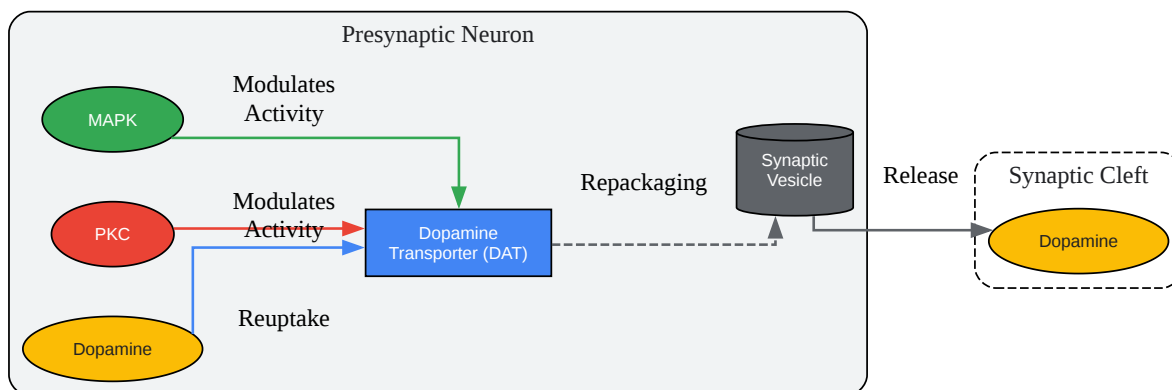 Presynaptic Neuron
Modulates
Activity
MAPK
Synaptic
Vesicle
Repackaging
Release
Synaptic Cleft
Modulates
Activity
PKC
Dopamine
Transporter (DAT)
Dopamine
Reuptake
Dopamine